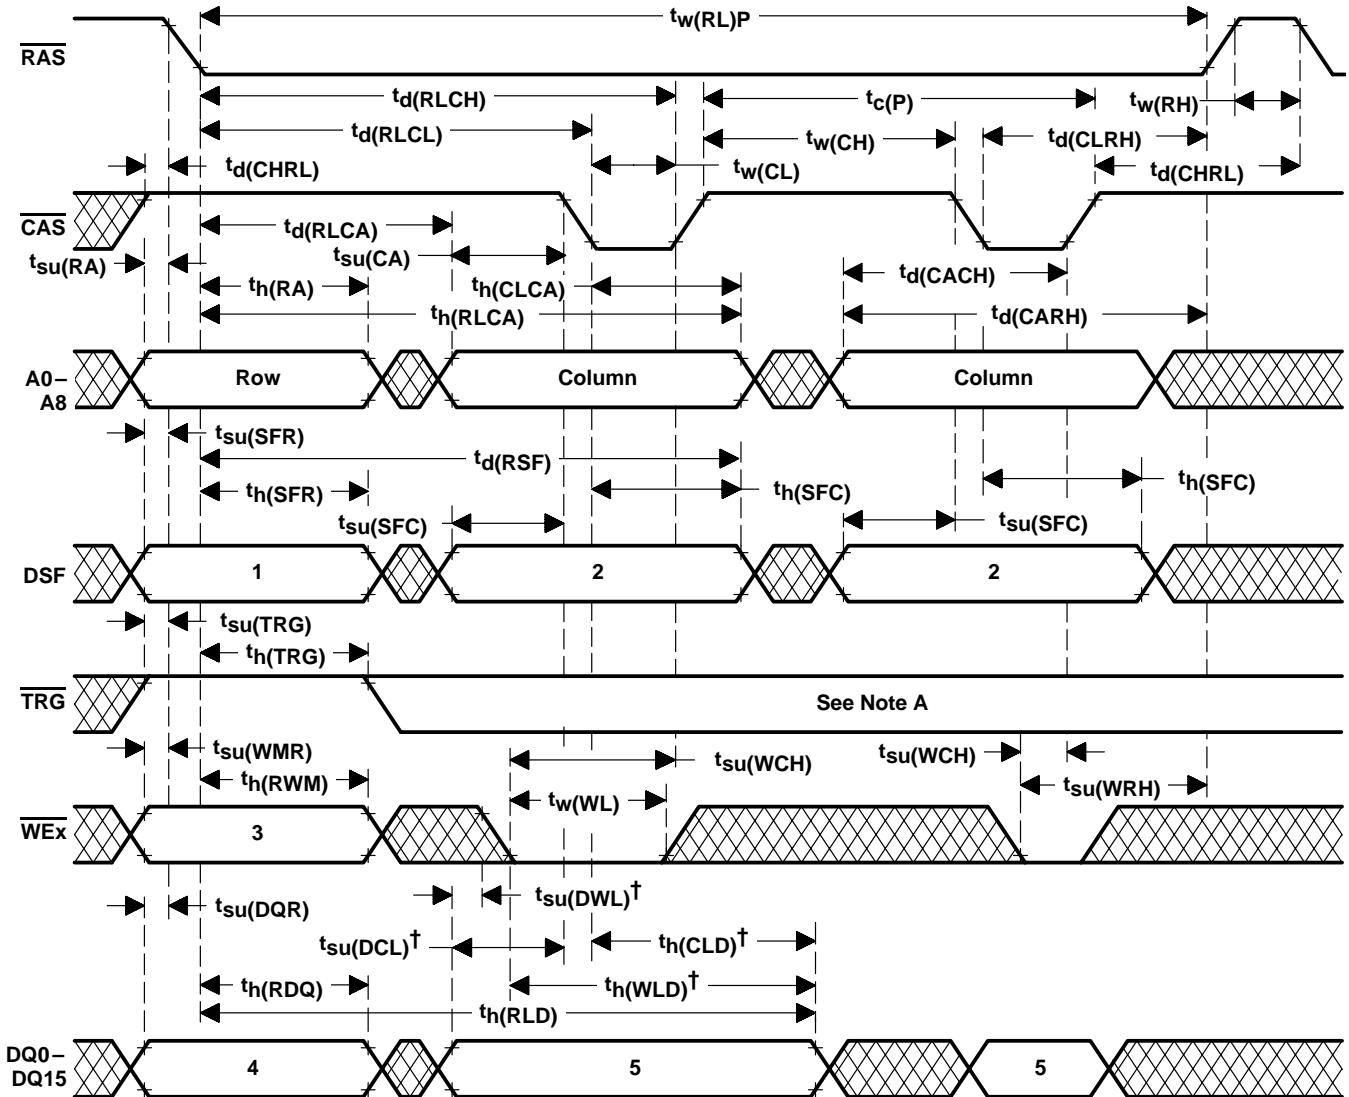 tw(RL)P
RAS
td(RLCH)
tc(P)
tw(RH)
td(RLCL)
tw(CH)
td(CLRH)
td(CHRL)
tw(CL)
td(CHRL)
CAS
td(RLCA)
tsu(CA)
tsu(RA)
td(CACH)
th(RA)
th(CLCA)
th(RLCA)
td(CARH)
A0–
A8
Row
Column
Column
tsu(SFR)
td(RSF)
th(SFR)
th(SFC)
th(SFC)
tsu(SFC)
tsu(SFC)
DSF
1
2
2
tsu(TRG)
th(TRG)
TRG
See Note A
tsu(WMR)
tsu(WCH)
tsu(WCH)
th(RWM)
tw(WL)
tsu(WRH)
WEx
3
tsu(DWL)†
tsu(DQR)
tsu(DCL)†
th(CLD)†
th(RDQ)
th(WLD)†
th(RLD)
DQ0–
DQ15
4
5
5